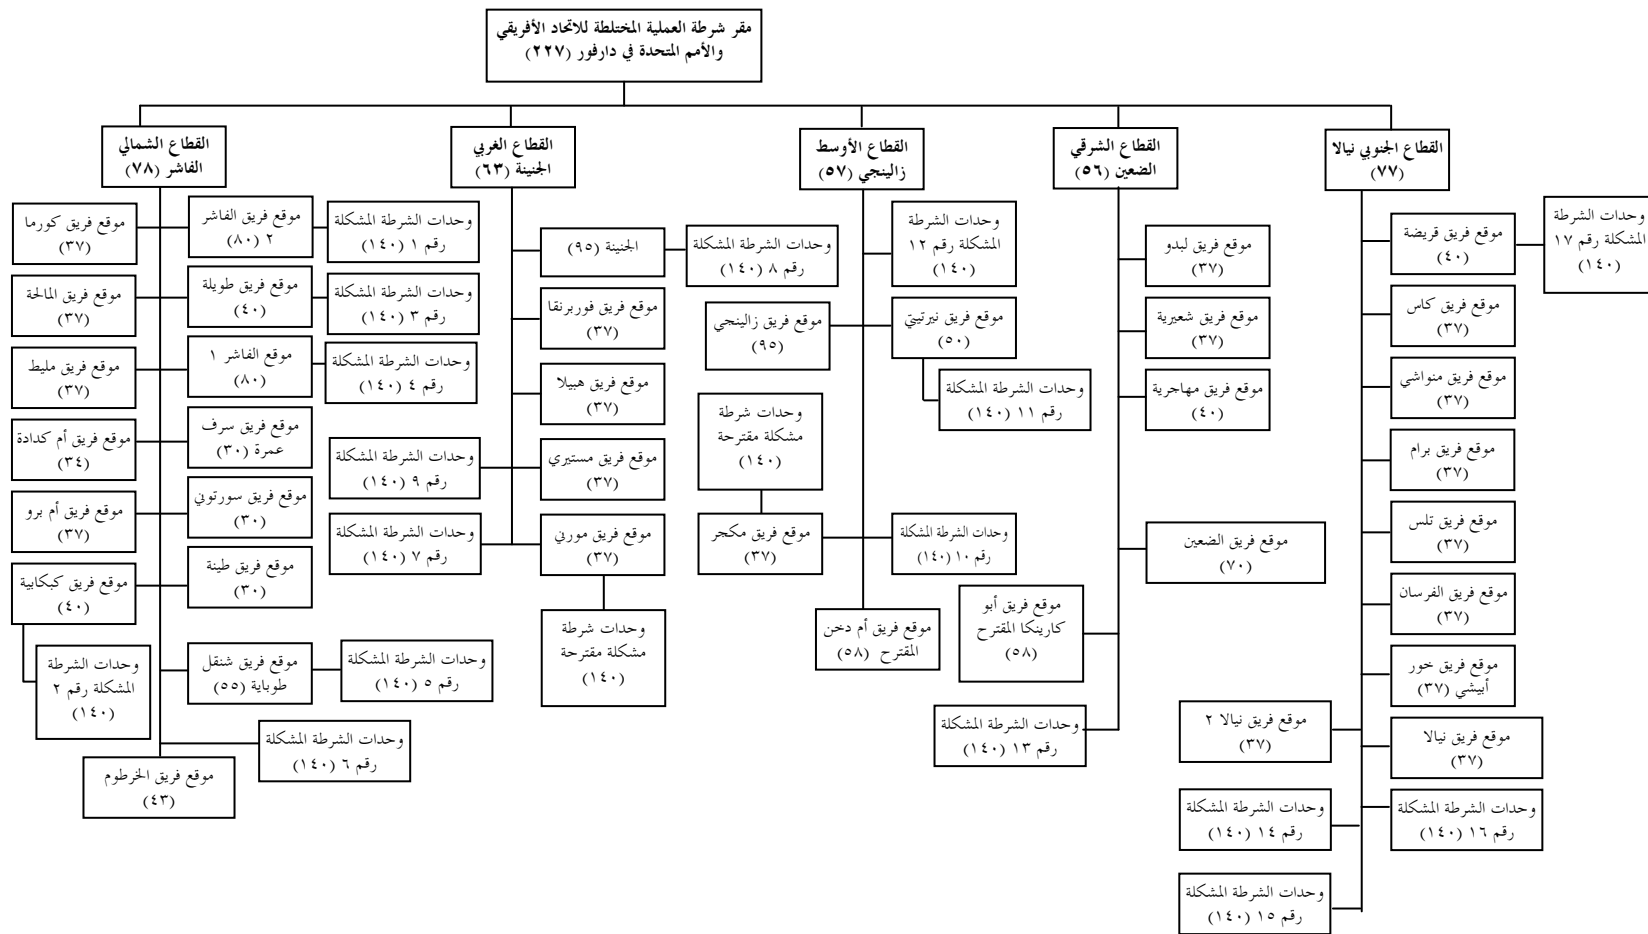 مقر شرطة العملية المختلطة للاتحاد الأفريقي
والأمم المتحدة في دارفور (٢٢٧)
القطاع الجنوبي نيالا
(٧٧)
القطاع الشرقي
الضعين (٥٦)
القطاع الأوسط
زالينجي (٥٧)
القطاع الغربي
الجنينة (٦٣)
القطاع الشمالي
الفاشر (٧٨)
وحدات الشرطة
المشكلة رقم ١٧
(١٤٠)
موقع فريق قريضة
(٤٠)
موقع فريق كاس
(٣٧)
موقع فريق منواشي
(٣٧)
موقع فريق برام
(٣٧)
موقع فريق تلس
(٣٧)
موقع فريق الفرسان
(٣٧)
موقع فريق خور
أبيشي (٣٧)
موقع فريق نيالا
(٣٧)
موقع فريق نيالا ٢
(٣٧)
وحدات الشرطة المشكلة
رقم ١٦ (١٤٠)
وحدات الشرطة المشكلة
رقم ١٤ (١٤٠)
وحدات الشرطة المشكلة
رقم ١٥ (١٤٠)
موقع فريق لبدو
(٣٧)
موقع فريق شعيرية
(٣٧)
موقع فريق مهاجرية
(٤٠)
موقع فريق الضعين
(٧٠)
موقع فريق أبو
كارينكا المقترح
(٥٨)
وحدات الشرطة المشكلة
رقم ١٣ (١٤٠)
وحدات الشرطة
المشكلة رقم ١٢
(١٤٠)
موقع فريق نيرتيتي
(٥٠)
موقع فريق زالينجي
(٩٥)
وحدات الشرطة المشكلة
رقم ١١ (١٤٠)
وحدات شرطة
مشكلة مقترحة
(١٤٠)
وحدات الشرطة المشكلة
رقم ١٠ (١٤٠)
موقع فريق مكجر
(٣٧)
موقع فريق أم دخن
المقترح (٥٨)
وحدات الشرطة المشكلة
رقم ٨ (١٤٠)
الجنينة (٩٥)
موقع فريق فوربرنقا
(٣٧)
موقع فريق هبيلا
(٣٧)
موقع فريق مستيري
(٣٧)
وحدات الشرطة المشكلة
رقم ٩ (١٤٠)
موقع فريق مورني
(٣٧)
وحدات الشرطة المشكلة
رقم ٧ (١٤٠)
وحدات شرطة
مشكلة مقترحة
(١٤٠)
وحدات الشرطة المشكلة
رقم ١ (١٤٠)
موقع فريق الفاشر
٢ (٨٠)
موقع فريق كورما
(٣٧)
وحدات الشرطة المشكلة
رقم ٣ (١٤٠)
موقع فريق طويلة
(٤٠)
موقع فريق المالحة
(٣٧)
وحدات الشرطة المشكلة
رقم ٤ (١٤٠)
موقع الفاشر ١
(٨٠)
موقع فريق مليط
(٣٧)
موقع فريق سرف
عمرة (٣٠)
موقع فريق أم كدادة
(٣٤)
موقع فريق سورتوني
(٣٠)
موقع فريق أم برو
(٣٧)
موقع فريق طينة
(٣٠)
موقع فريق كبكابية
(٤٠)
وحدات الشرطة المشكلة
رقم ٥ (١٤٠)
موقع فريق شنقل
طوباية (٥٥)
وحدات الشرطة
المشكلة رقم ٢
(١٤٠)
وحدات الشرطة المشكلة
رقم ٦ (١٤٠)
موقع فريق الخرطوم
(٤٣)